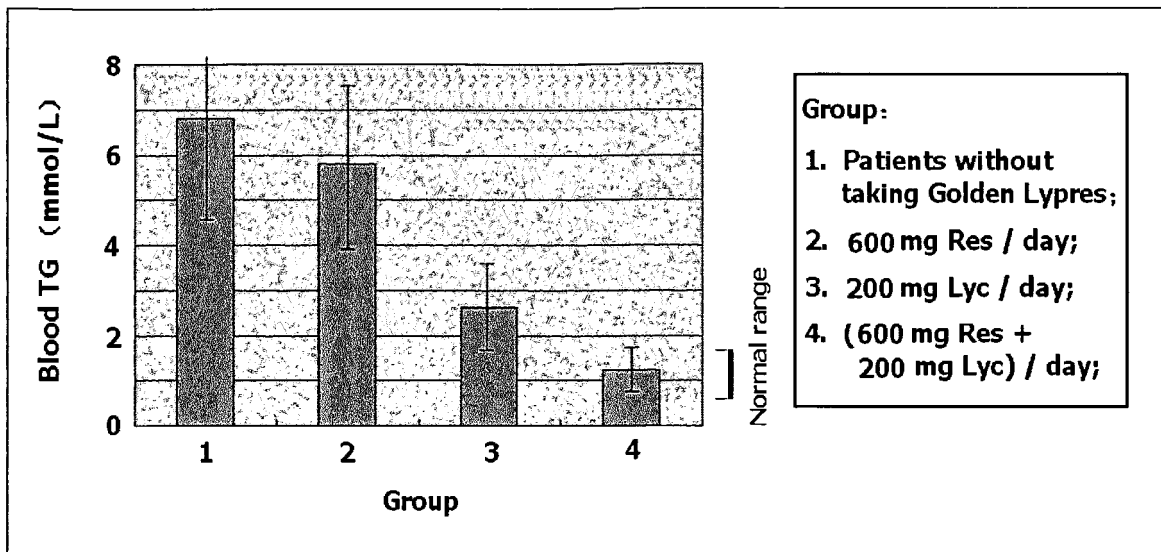 8
6
4
2
0
Blood TG (mmol/L)
1 2 3 4
Group
Normal range
Group:
1. Patients without
taking Golden Lypres;
2. 600 mg Res / day;
3. 200 mg Lyc / day;
4. (600 mg Res +
200 mg Lyc) / day;